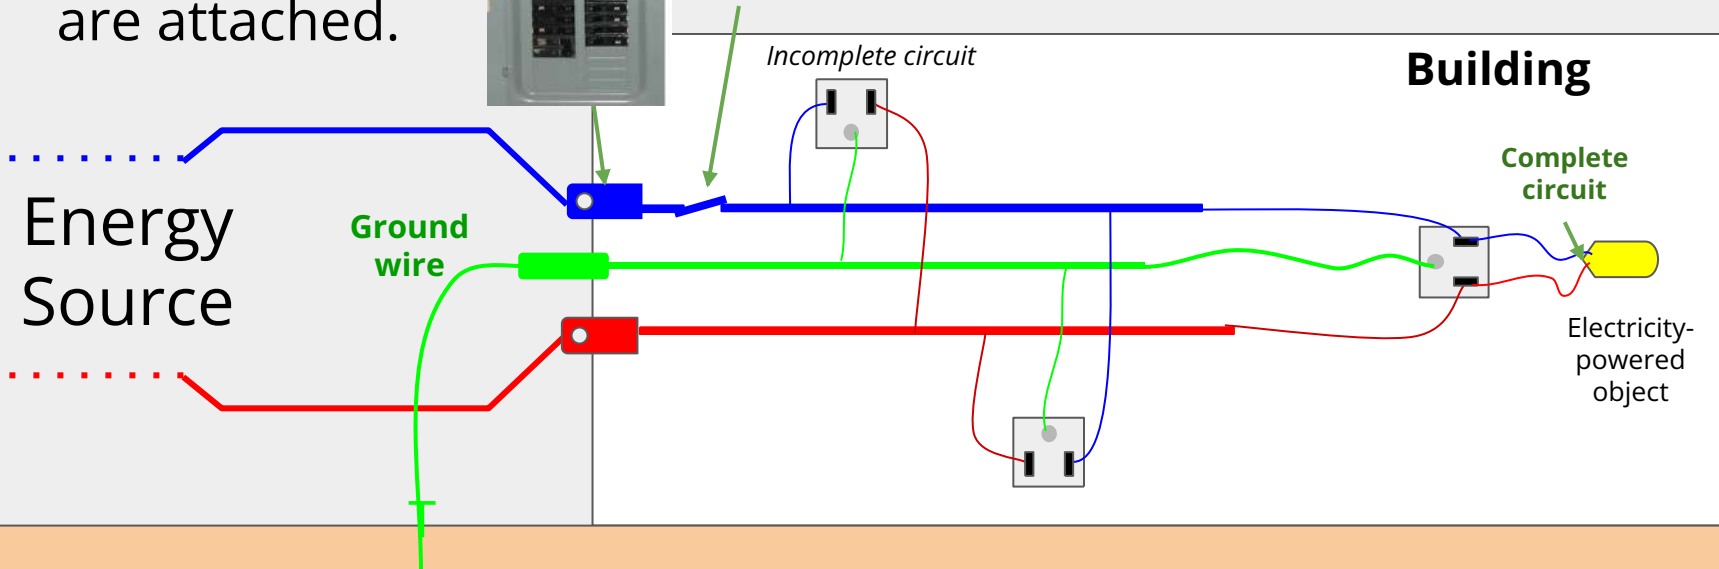 are attached.
Incomplete circuit
Building
Complete
circuit
Energy
Source
Ground
wire
Electricity-
powered
object